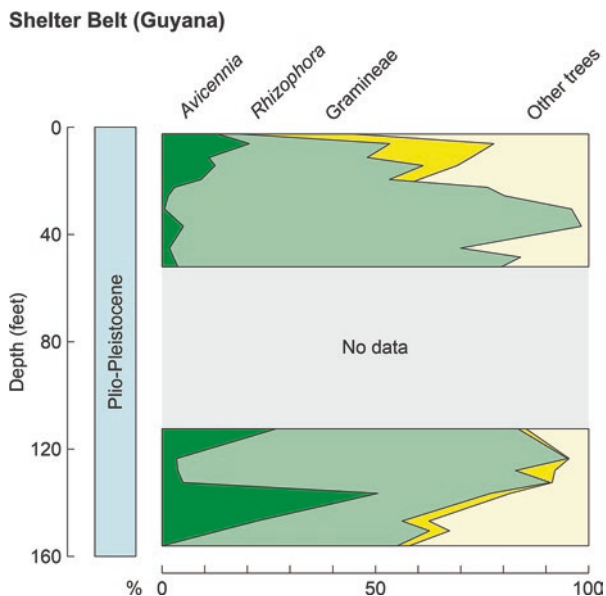 Shelter Belt (Guyana)
Avicennia
Rhizophora
Gramineae
Other trees
0
40
80
120
160
Depth (feet)
Plio-Pleistocene
No data
% 0 50 100